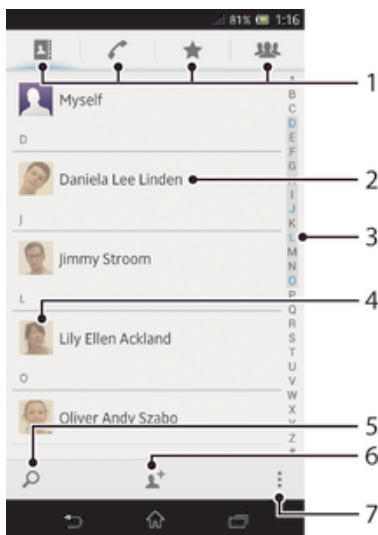 81% 1:16
1
Myself
A
B
C
D
D
E
F
G
Daniela Lee Linden
2
I
J
J
K
3
L
Jimmy Stroom
M
N
O
L
P
4
Q
R
Lily Ellen Ackland
S
T
U
O
V
W
X
Oliver Andy Szabo
Y
Z
#
5
6
7